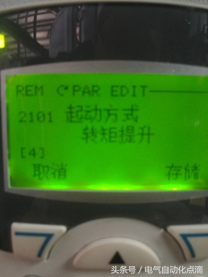 REM ↻PAR EDIT
2101 起动方式
转矩提升
[4]
取消 存储
头条号 / 电气自动化点滴